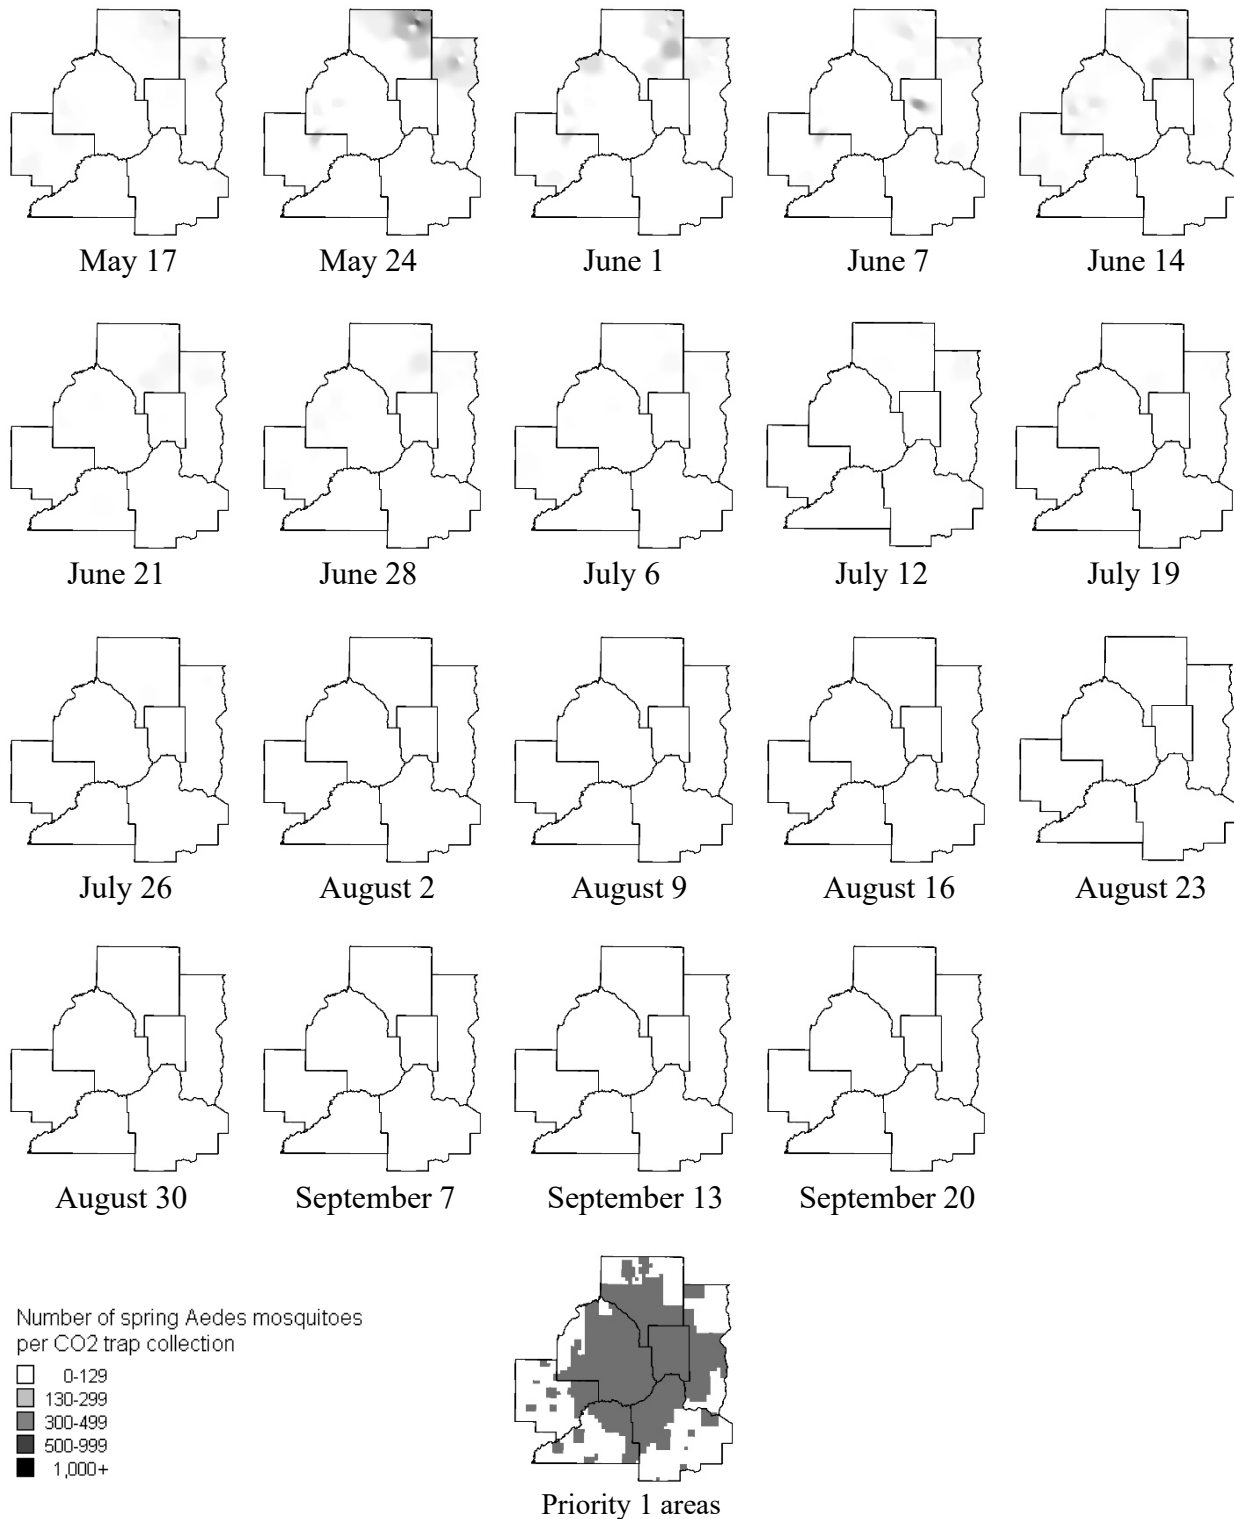 May 17
May 24
June 1
June 7
June 14
June 21
June 28
July 6
July 12
July 19
July 26
August 2
August 9
August 16
August 23
August 30
September 7
September 13
September 20
Number of spring Aedes mosquitoes
per CO2 trap collection
0-129
130-299
300-499
500-999
1,000+
Priority 1 areas